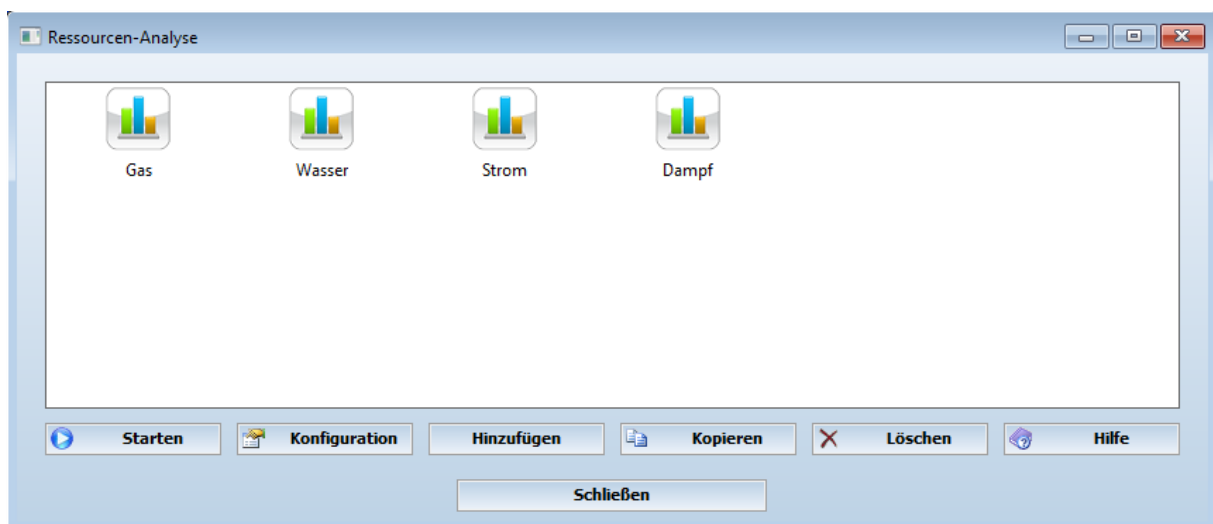 Ressourcen-Analyse
Gas Wasser Strom Dampf
Starten Konfiguration Hinzufügen Kopieren Löschen Hilfe
Schließen